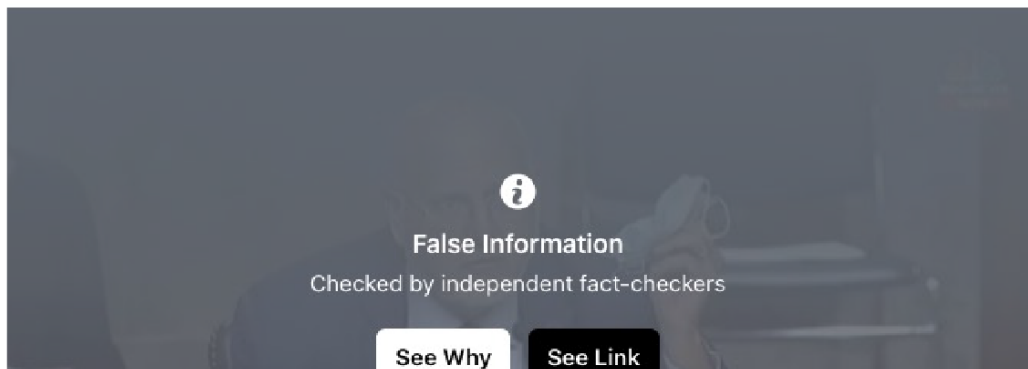 False Information
Checked by independent fact-checkers
See Why
See Link